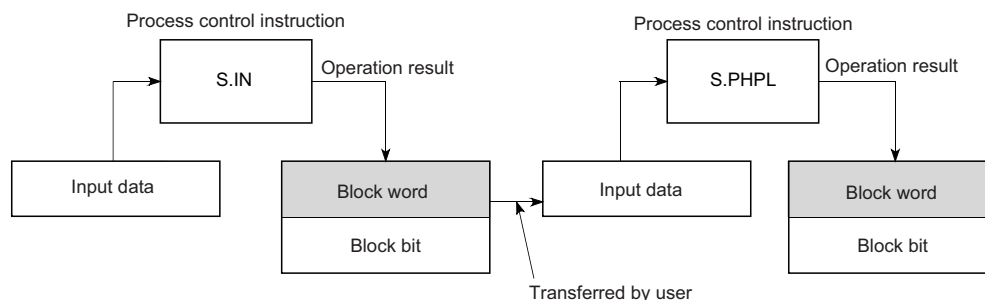 Process control instruction
S.IN
Operation result
Input data
Block word
Block bit
Transferred by user
Process control instruction
S.PHPL
Operation result
Input data
Block word
Block bit